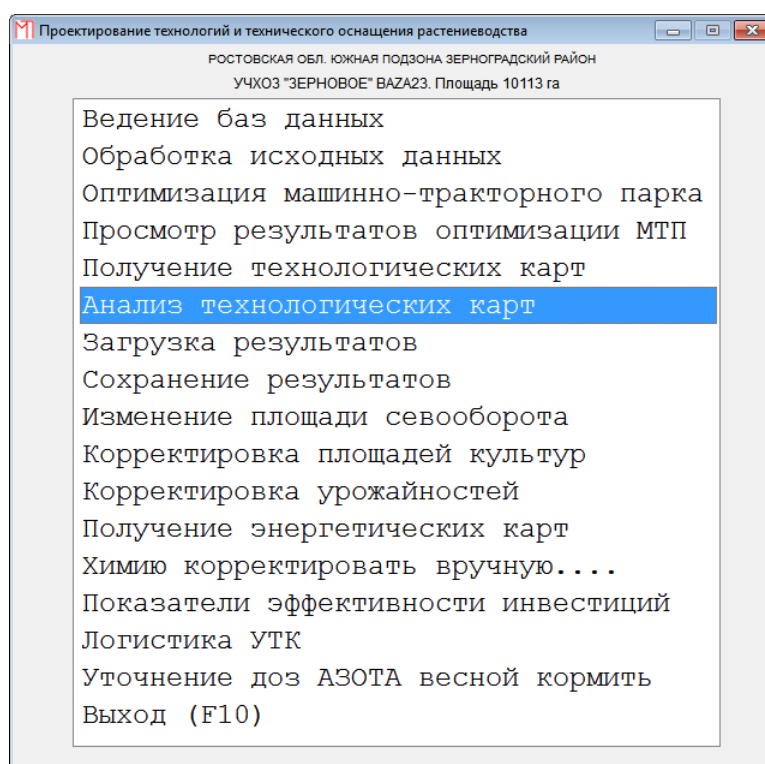 Проектирование технологий и технического оснащения растениеводства
РОСТОВСКАЯ ОБЛ. ЮЖНАЯ ПОДЗОНА ЗЕРНОГРАДСКИЙ РАЙОН
УЧХОЗ "ЗЕРНОВОЕ" BAZA23. Площадь 10113 га
Ведение баз данных
Обработка исходных данных
Оптимизация машинно-тракторного парка
Просмотр результатов оптимизации МТП
Получение технологических карт
Анализ технологических карт
Загрузка результатов
Сохранение результатов
Изменение площади севооборота
Корректировка площадей культур
Корректировка урожайностей
Получение энергетических карт
Химию корректировать вручную....
Показатели эффективности инвестиций
Логистика УТК
Уточнение доз АЗОТА весной кормить
Выход (F10)